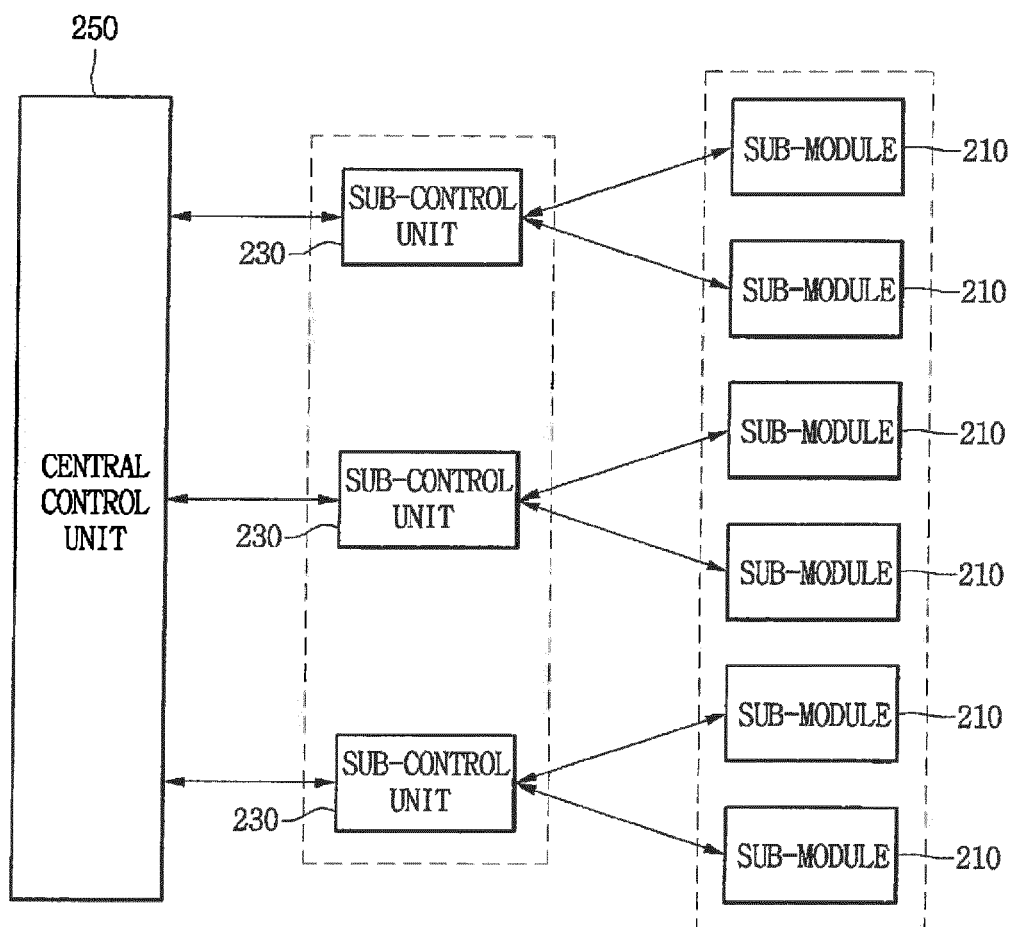 250
CENTRAL
CONTROL
UNIT
SUB-CONTROL
UNIT
230
SUB-CONTROL
UNIT
230
SUB-CONTROL
UNIT
230
SUB-MODULE
210
SUB-MODULE
210
SUB-MODULE
210
SUB-MODULE
210
SUB-MODULE
210
SUB-MODULE
210